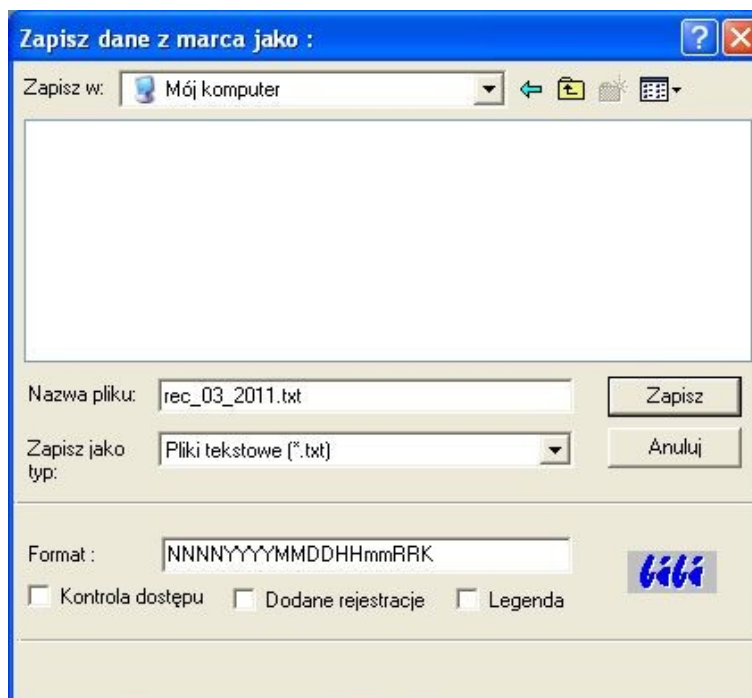 Zapisz dane z marca jako :
Zapisz w: Mój komputer
Nazwa pliku: rec_03_2011.txt Zapisz
Zapisz jako typ: Pliki tekstowe (*.txt) Anuluj
Format : NNNNYYYYMMDDHHmmRRK
bibi
Kontrola dostępu Dodane rejestracje Legenda